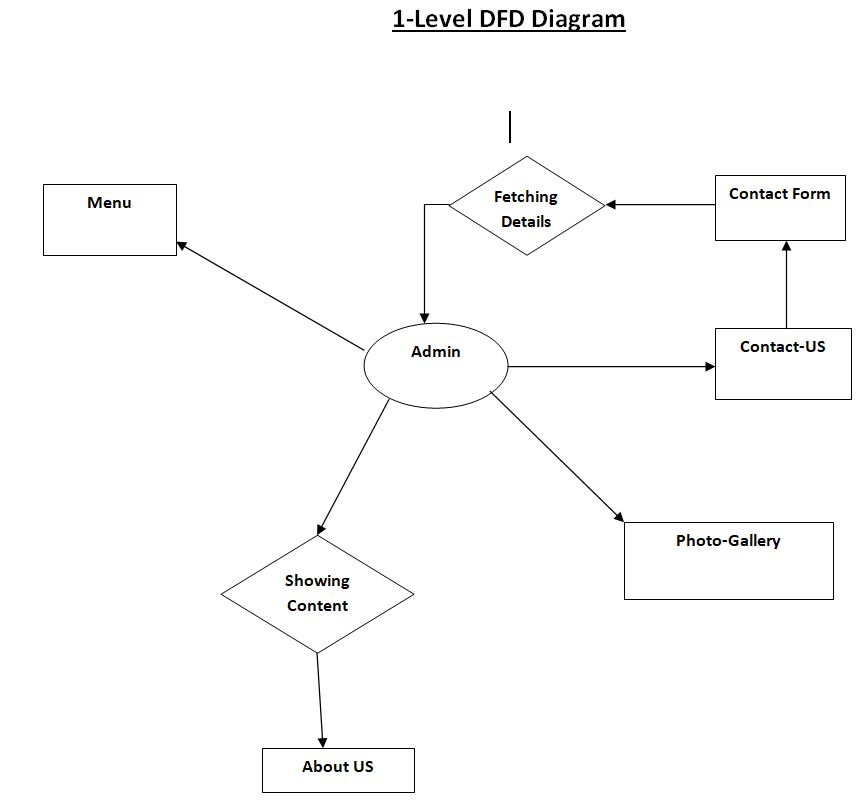 1-Level DFD Diagram
Fetching
Details
Contact Form
Menu
Admin
Contact-US
Photo-Gallery
Showing
Content
About US